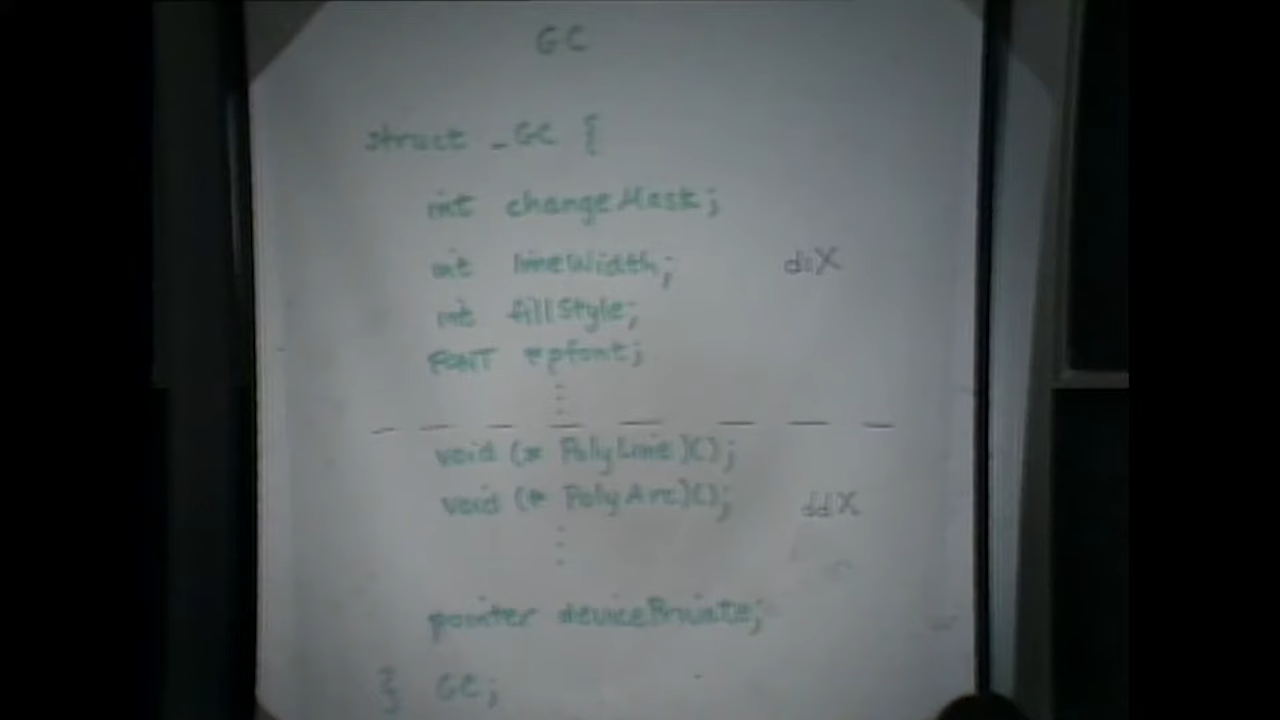 GC
struct _GC {
int changeMask;
int lineWidth; diX
int fillStyle;
FONT *pfont;
void (* PolyLine)();
void (* PolyArc)(); ddX
pointer devicePrivate;
} GC;